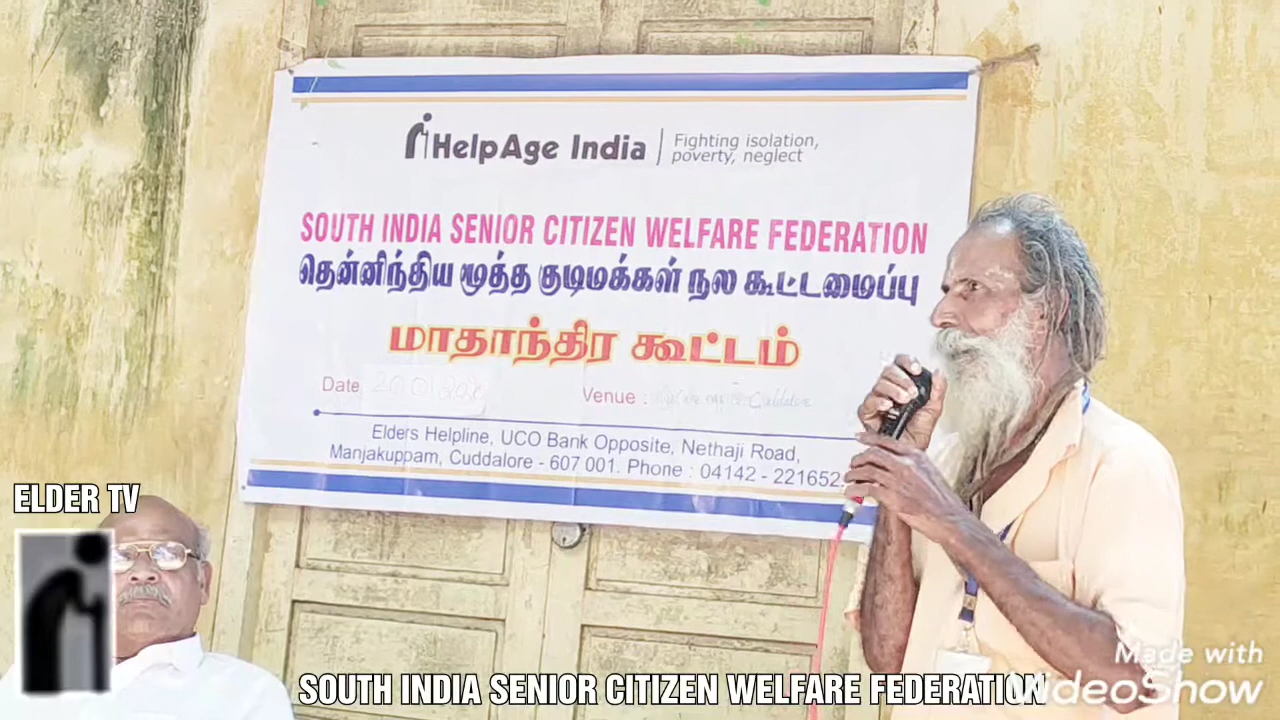 HelpAge India
Fighting isolation,
poverty, neglect
SOUTH INDIA SENIOR CITIZEN WELFARE FEDERATION
தென்னிந்திய மூத்த குடிமக்கள் நல கூட்டமைப்பு
மாதாந்திர கூட்டம்
Date
Venue : Cuddalore
Elders Helpline, UCO Bank Opposite, Nethaji Road,
Manjakuppam, Cuddalore - 607 001. Phone : 04142 - 221652
ELDER TV
SOUTH INDIA SENIOR CITIZEN WELFARE FEDERATION
Made with
VideoShow